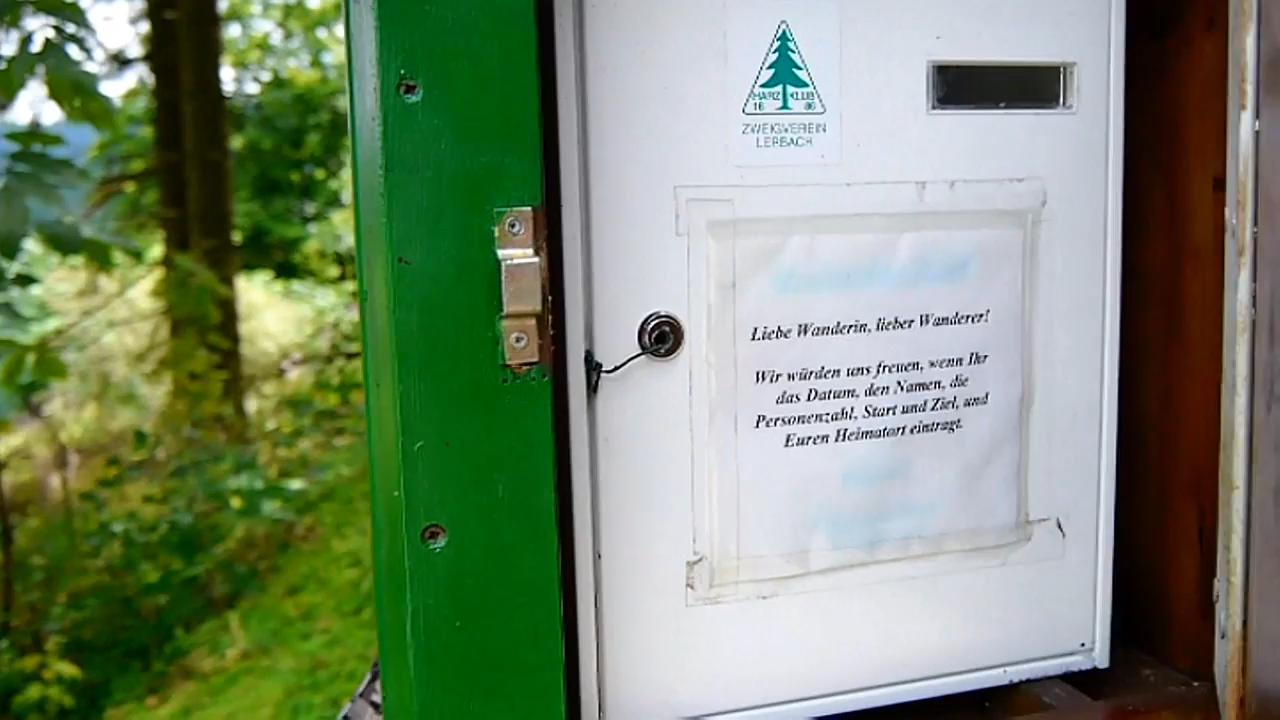 HARZ KLUB
18 86
ZWEIGVEREIN
LERBACH
Liebe Wanderin, lieber Wanderer!
Wir würden uns freuen, wenn Ihr
das Datum, den Namen, die
Personenzahl, Start und Ziel, und
Euren Heimatort eintragt.